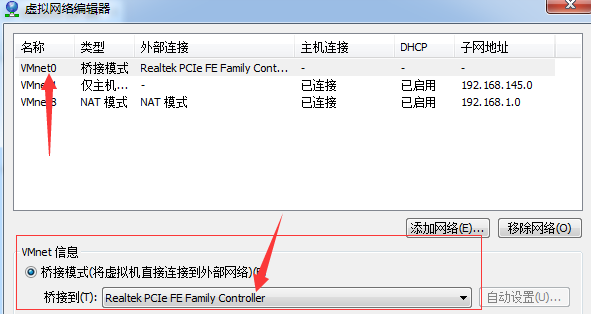 虚拟网络编辑器
名称 类型 外部连接 主机连接 DHCP 子网地址
VMnet0 桥接模式 Realtek PCIe FE Family Cont... - - -
仅主机... - 已连接 已启用 192.168.145.0
NAT 模式 NAT 模式 已连接 已启用 192.168.1.0
添加网络(E)... 移除网络(O)
VMnet 信息
桥接模式(将虚拟机直接连接到外部网络)
桥接到(T): Realtek PCIe FE Family Controller 自动设置(U)...